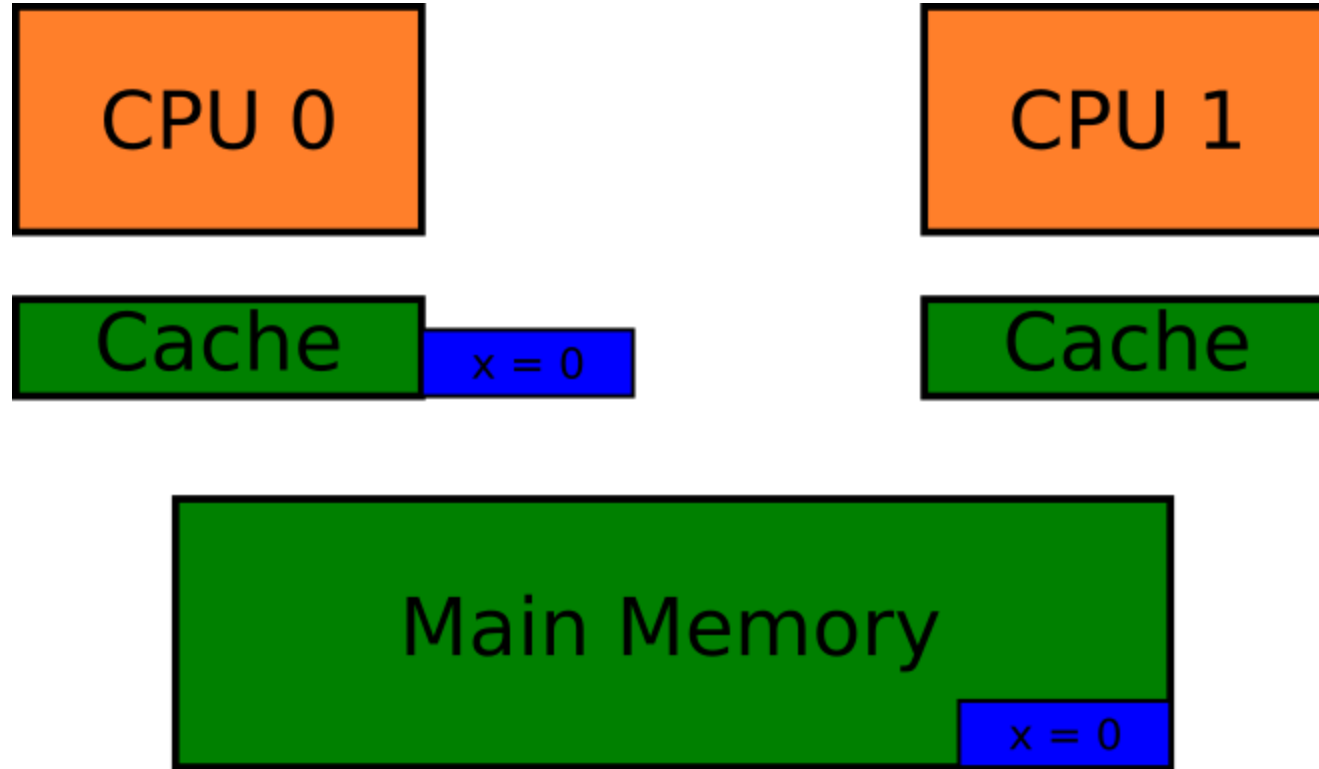 CPU 0
CPU 1
Cache
x = 0
Cache
Main Memory
x = 0